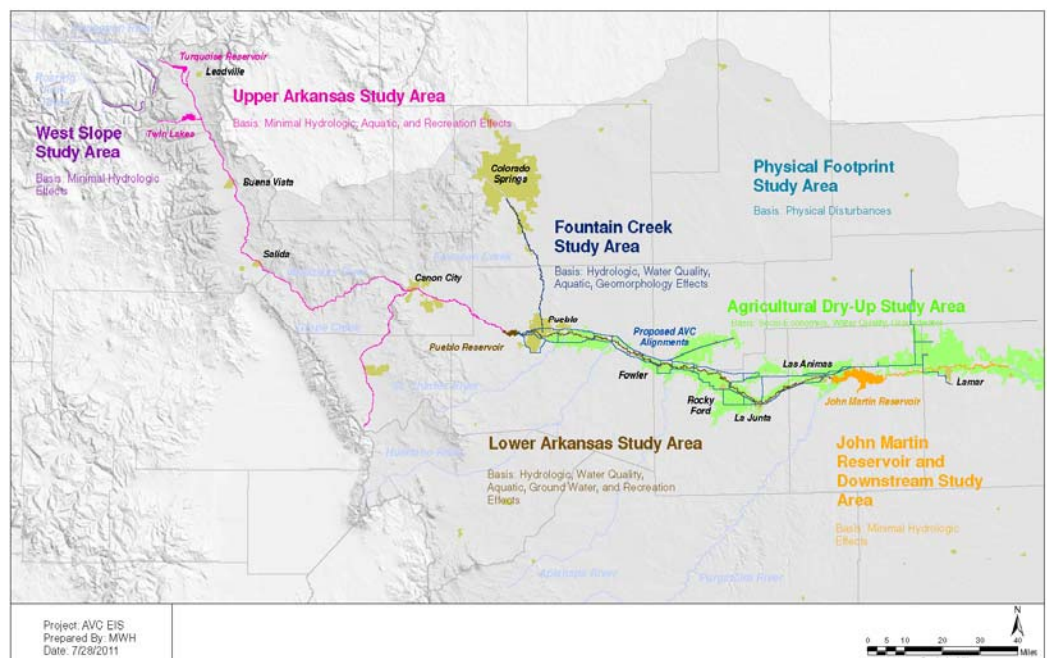 Turquoise Reservoir
Leadville
Upper Arkansas Study Area
Basis: Minimal Hydrologic, Aquatic, and Recreation Effects
Twin Lakes
West Slope
Study Area
Basis: Minimal Hydrologic
Effects
Buena Vista
Colorado
Springs
Physical Footprint
Study Area
Basis: Physical Disturbances
Fountain Creek
Study Area
Basis: Hydrologic, Water Quality,
Aquatic, Geomorphology Effects
Salida
Canon City
Agricultural Dry-Up Study Area
Pueblo
Proposed AVC
Alignments
Pueblo Reservoir
Las Animas
Fowler
Lamar
Rocky
Ford
La Junta
John Martin Reservoir
Lower Arkansas Study Area
Basis: Hydrologic, Water Quality,
Aquatic, Ground Water, and Recreation
Effects
John Martin
Reservoir and
Downstream Study
Area
Basis: Minimal Hydrologic
Effects
Huerfano River
Apishapa River
Purgatoire River
Project: AVC EIS
Prepared By: MWH
Date: 7/28/2011
N
0 5 10 20 30 40
Miles